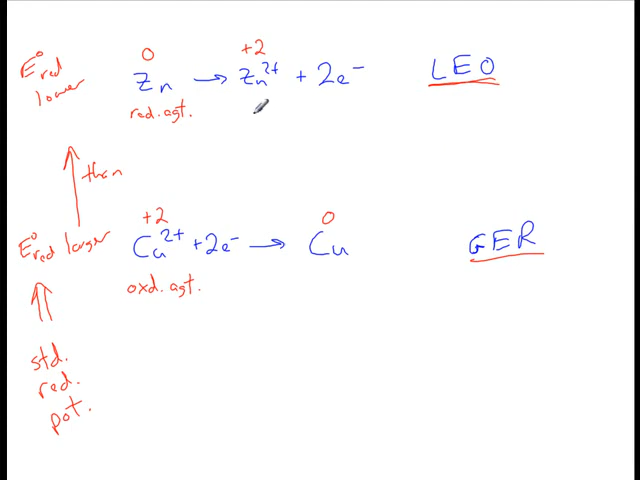 0 +2
E°red lower Zn → Zn²⁺ + 2e⁻ LEO
red. agt.
than
+2 0
E°red larger Cu²⁺ + 2e⁻ → Cu GER
oxd. agt.
std.
red.
pot.